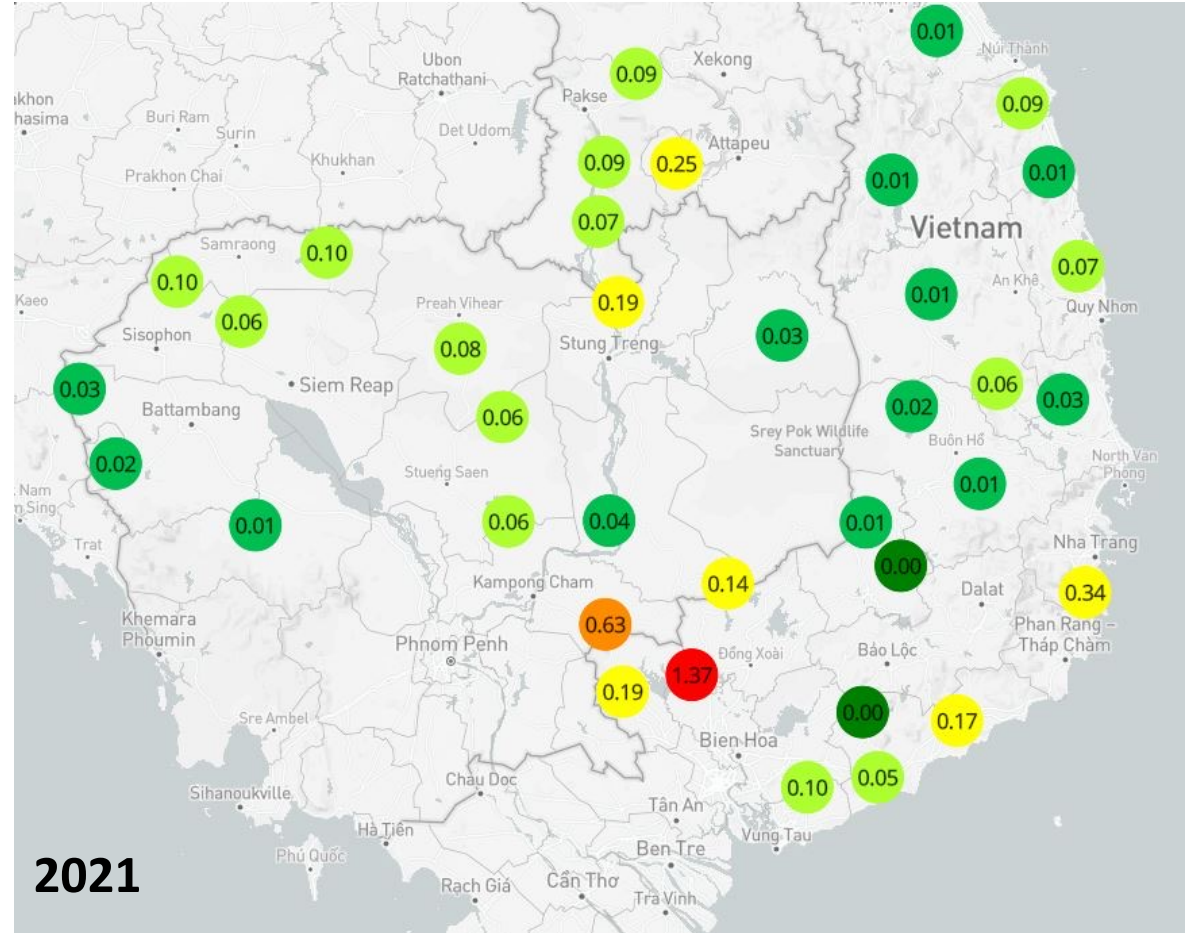 0.01
Núi Thành
Ubon
Ratchathani
Xekong
0.09
Pakse
0.09
Buri Ram
Surin
Det Udom
Khukhan
Prakhon Chai
Attapeu
0.09
0.25
0.01
0.01
0.07
Vietnam
Samraong
0.10
0.10
0.07
An Khê
Kaeo
0.19
0.01
Quy Nhơn
Preah Vihear
0.06
Sisophon
0.08
Stung Treng
0.03
0.03
Siem Reap
0.06
0.03
Battambang
0.06
0.02
Srey Pok Wildlife
Sanctuary
Buôn Hồ
0.02
Stueng Saen
North Van
Phong
0.01
Nam
Sing
0.01
0.06
0.04
0.01
Trat
Nha Trang
0.00
Kampong Cham
0.14
Dalat
0.34
Khemara
Phoumin
0.63
Phan Rang –
Tháp Chàm
Phnom Penh
Đồng Xoài
Bảo Lộc
1.37
0.19
Sre Ambel
0.00
0.17
Bien Hoa
Chau Doc
0.05
Sihanoukville
0.10
Tân An
Hà Tiên
Vung Tau
Phú Quốc
Ben Tre
2021
Rạch Giá
Cần Thơ
Tra Vinh